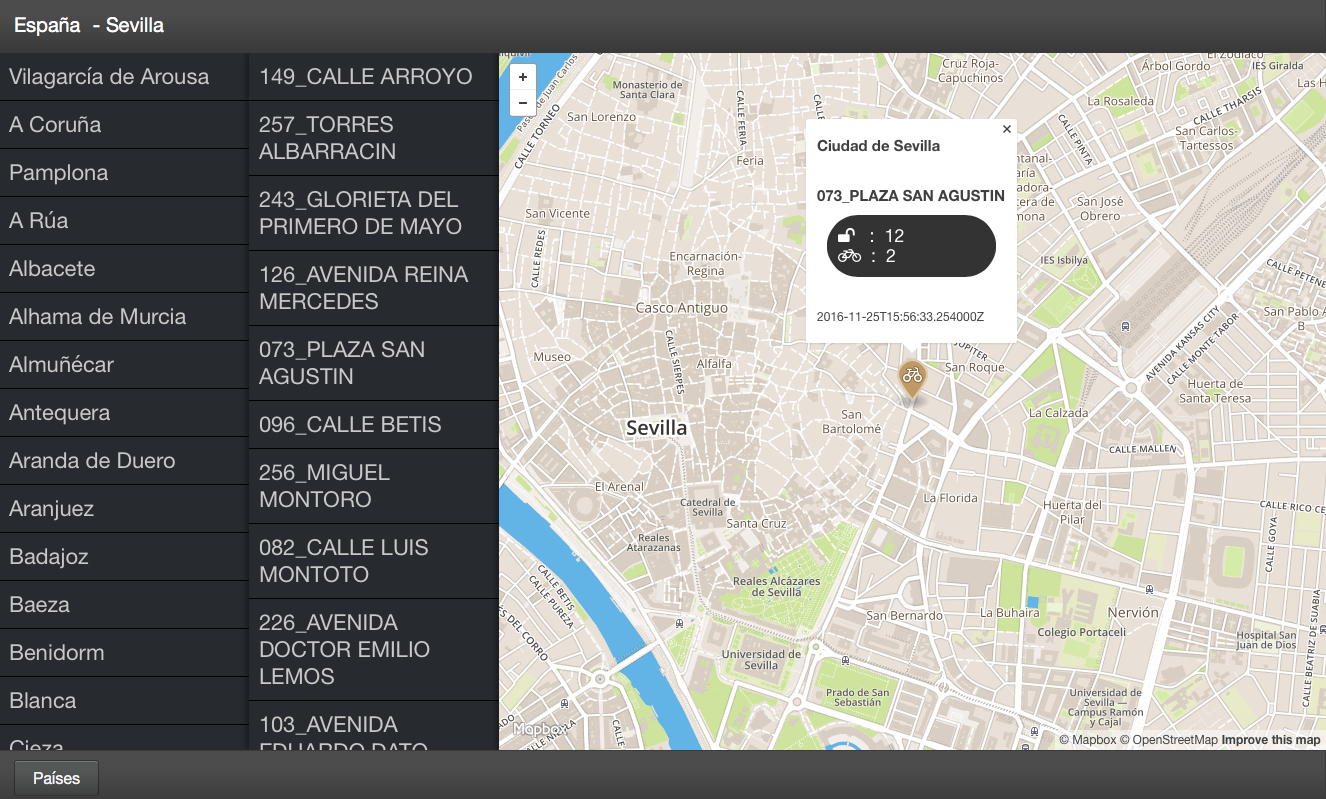 España - Sevilla
Vilagarcía de Arousa
A Coruña
Pamplona
A Rúa
Albacete
Alhama de Murcia
Almuñécar
Antequera
Aranda de Duero
Aranjuez
Badajoz
Baeza
Benidorm
Blanca
Cieza
149_CALLE ARROYO
257_TORRES
ALBARRACIN
243_GLORIETA DEL
PRIMERO DE MAYO
126_AVENIDA REINA
MERCEDES
073_PLAZA SAN
AGUSTIN
096_CALLE BETIS
256_MIGUEL
MONTORO
082_CALLE LUIS
MONTOTO
226_AVENIDA
DOCTOR EMILIO
LEMOS
103_AVENIDA
EDUARDO DATO
+
−
Ciudad de Sevilla
×
073_PLAZA SAN AGUSTIN
: 12
: 2
2016-11-25T15:56:33.254000Z
Monasterio de
Santa Clara
San Lorenzo
CALLE TORNEO
CALLE FERIA
Feria
Cruz Roja-
Capuchinos
Árbol Gordo
IES Giralda
La Rosaleda
CALLE THARSIS
San Carlos-
Tartessos
CALLE PINTA
San José
Obrero
IES Isbilya
San Vicente
CALLE REDES
Encarnación-
Regina
Casco Antiguo
CALLE SIERPES
Museo
Alfalfa
Sevilla
San
Bartolomé
San Roque
AVENIDA KANSAS CITY
CALLE MONTE TABOR
CALLE PETENE
San Pablo A
Huerta de
Santa Teresa
La Calzada
CALLE MALLEN
El Arenal
Catedral de
Sevilla
Santa Cruz
Reales
Atarazanas
La Florida
Huerta del
Pilar
CALLE RICO CE
CALLE GOYA
Reales Alcázares
de Sevilla
CALLE BETIS
CALLE PUREZA
San Bernardo
La Buhaira
Nervión
Colegio Portaceli
Hospital San
Juan de Dios
CALLE BEATRIZ DE SUABIA
Universidad de
Sevilla
Prado de San
Sebastián
Universidad de
Sevilla —
Campus Ramón
y Cajal
Mapbox
© Mapbox © OpenStreetMap Improve this map
Países